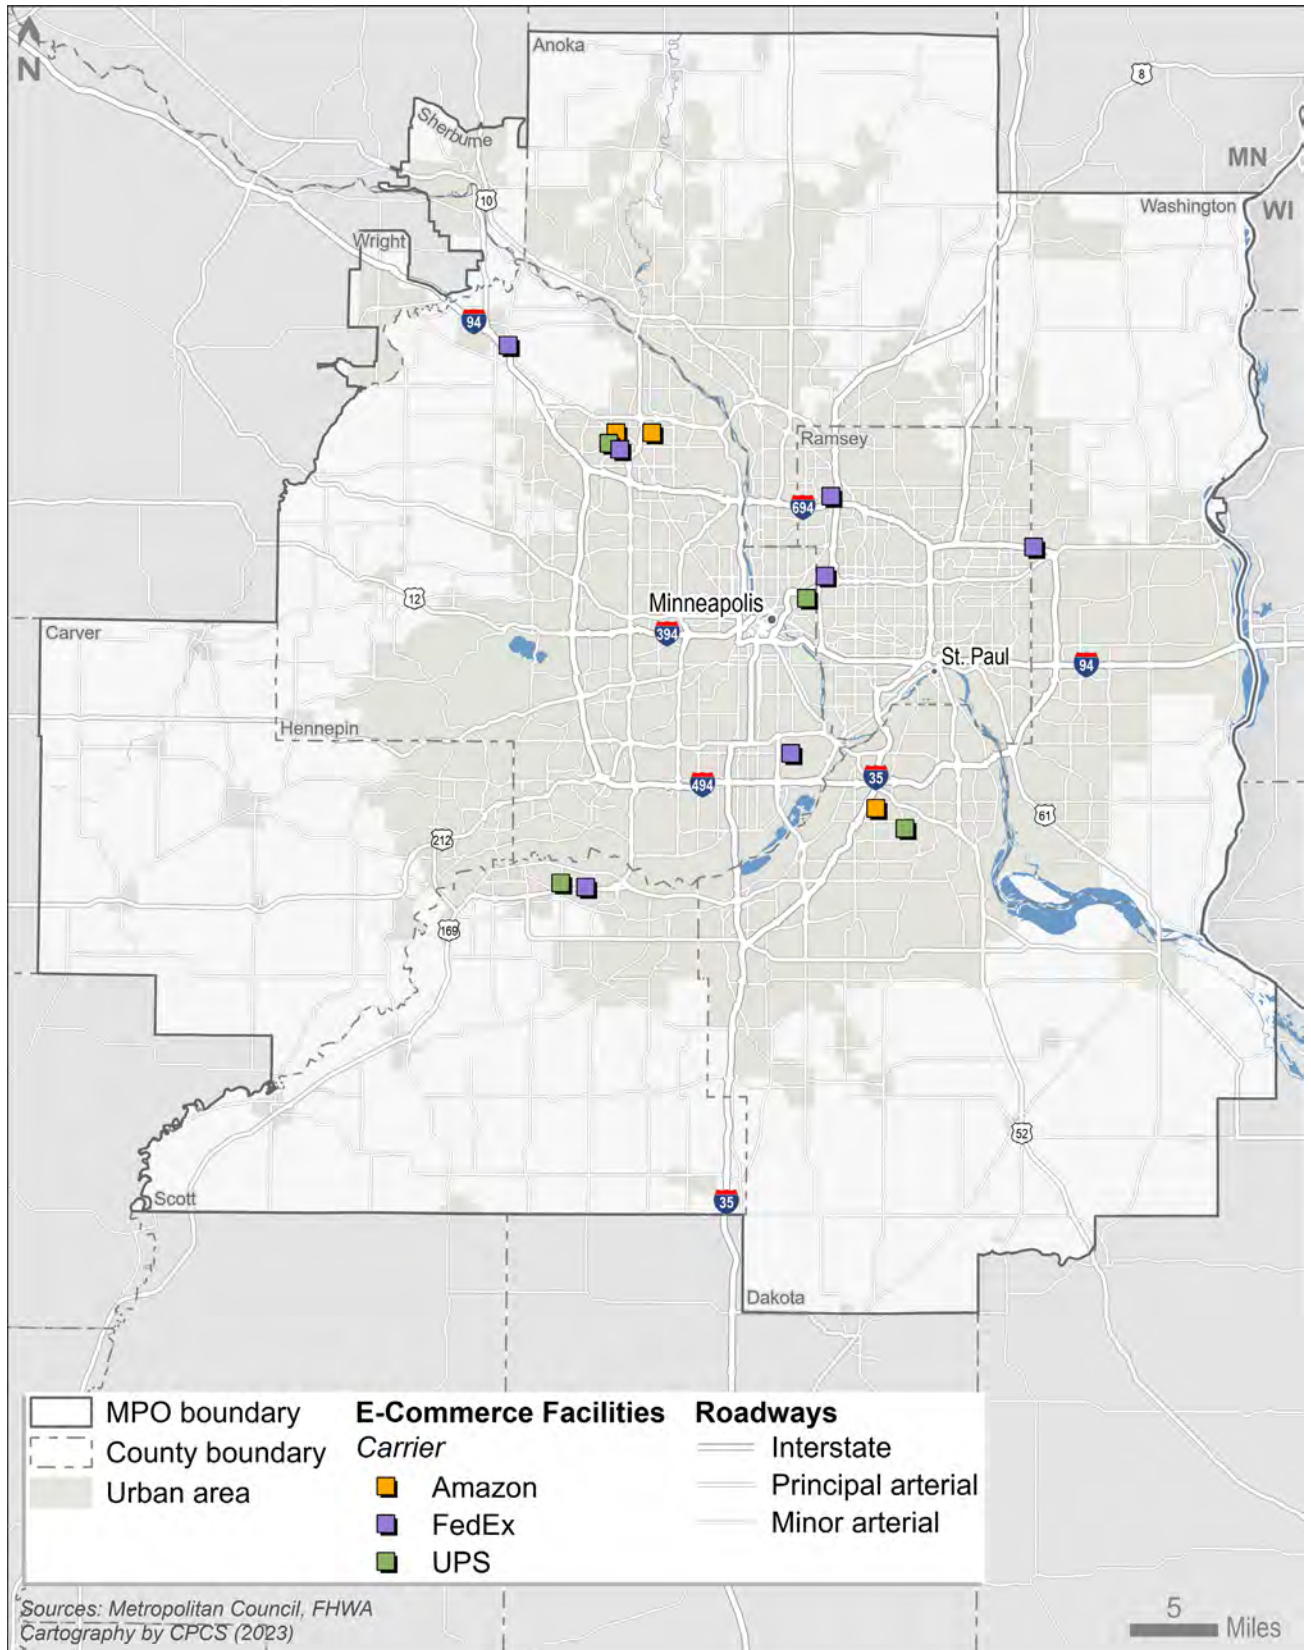 N
Anoka
8
Sherburne
MN
10
Washington
WI
Wright
94
Ramsey
694
12
Minneapolis
394
Carver
St. Paul
94
Hennepin
494
35
61
212
169
52
Scott
35
Dakota
MPO boundary
County boundary
Urban area
E-Commerce Facilities
Carrier
Amazon
FedEx
UPS
Roadways
Interstate
Principal arterial
Minor arterial
Sources: Metropolitan Council, FHWA
Cartography by CPCS (2023)
5
Miles